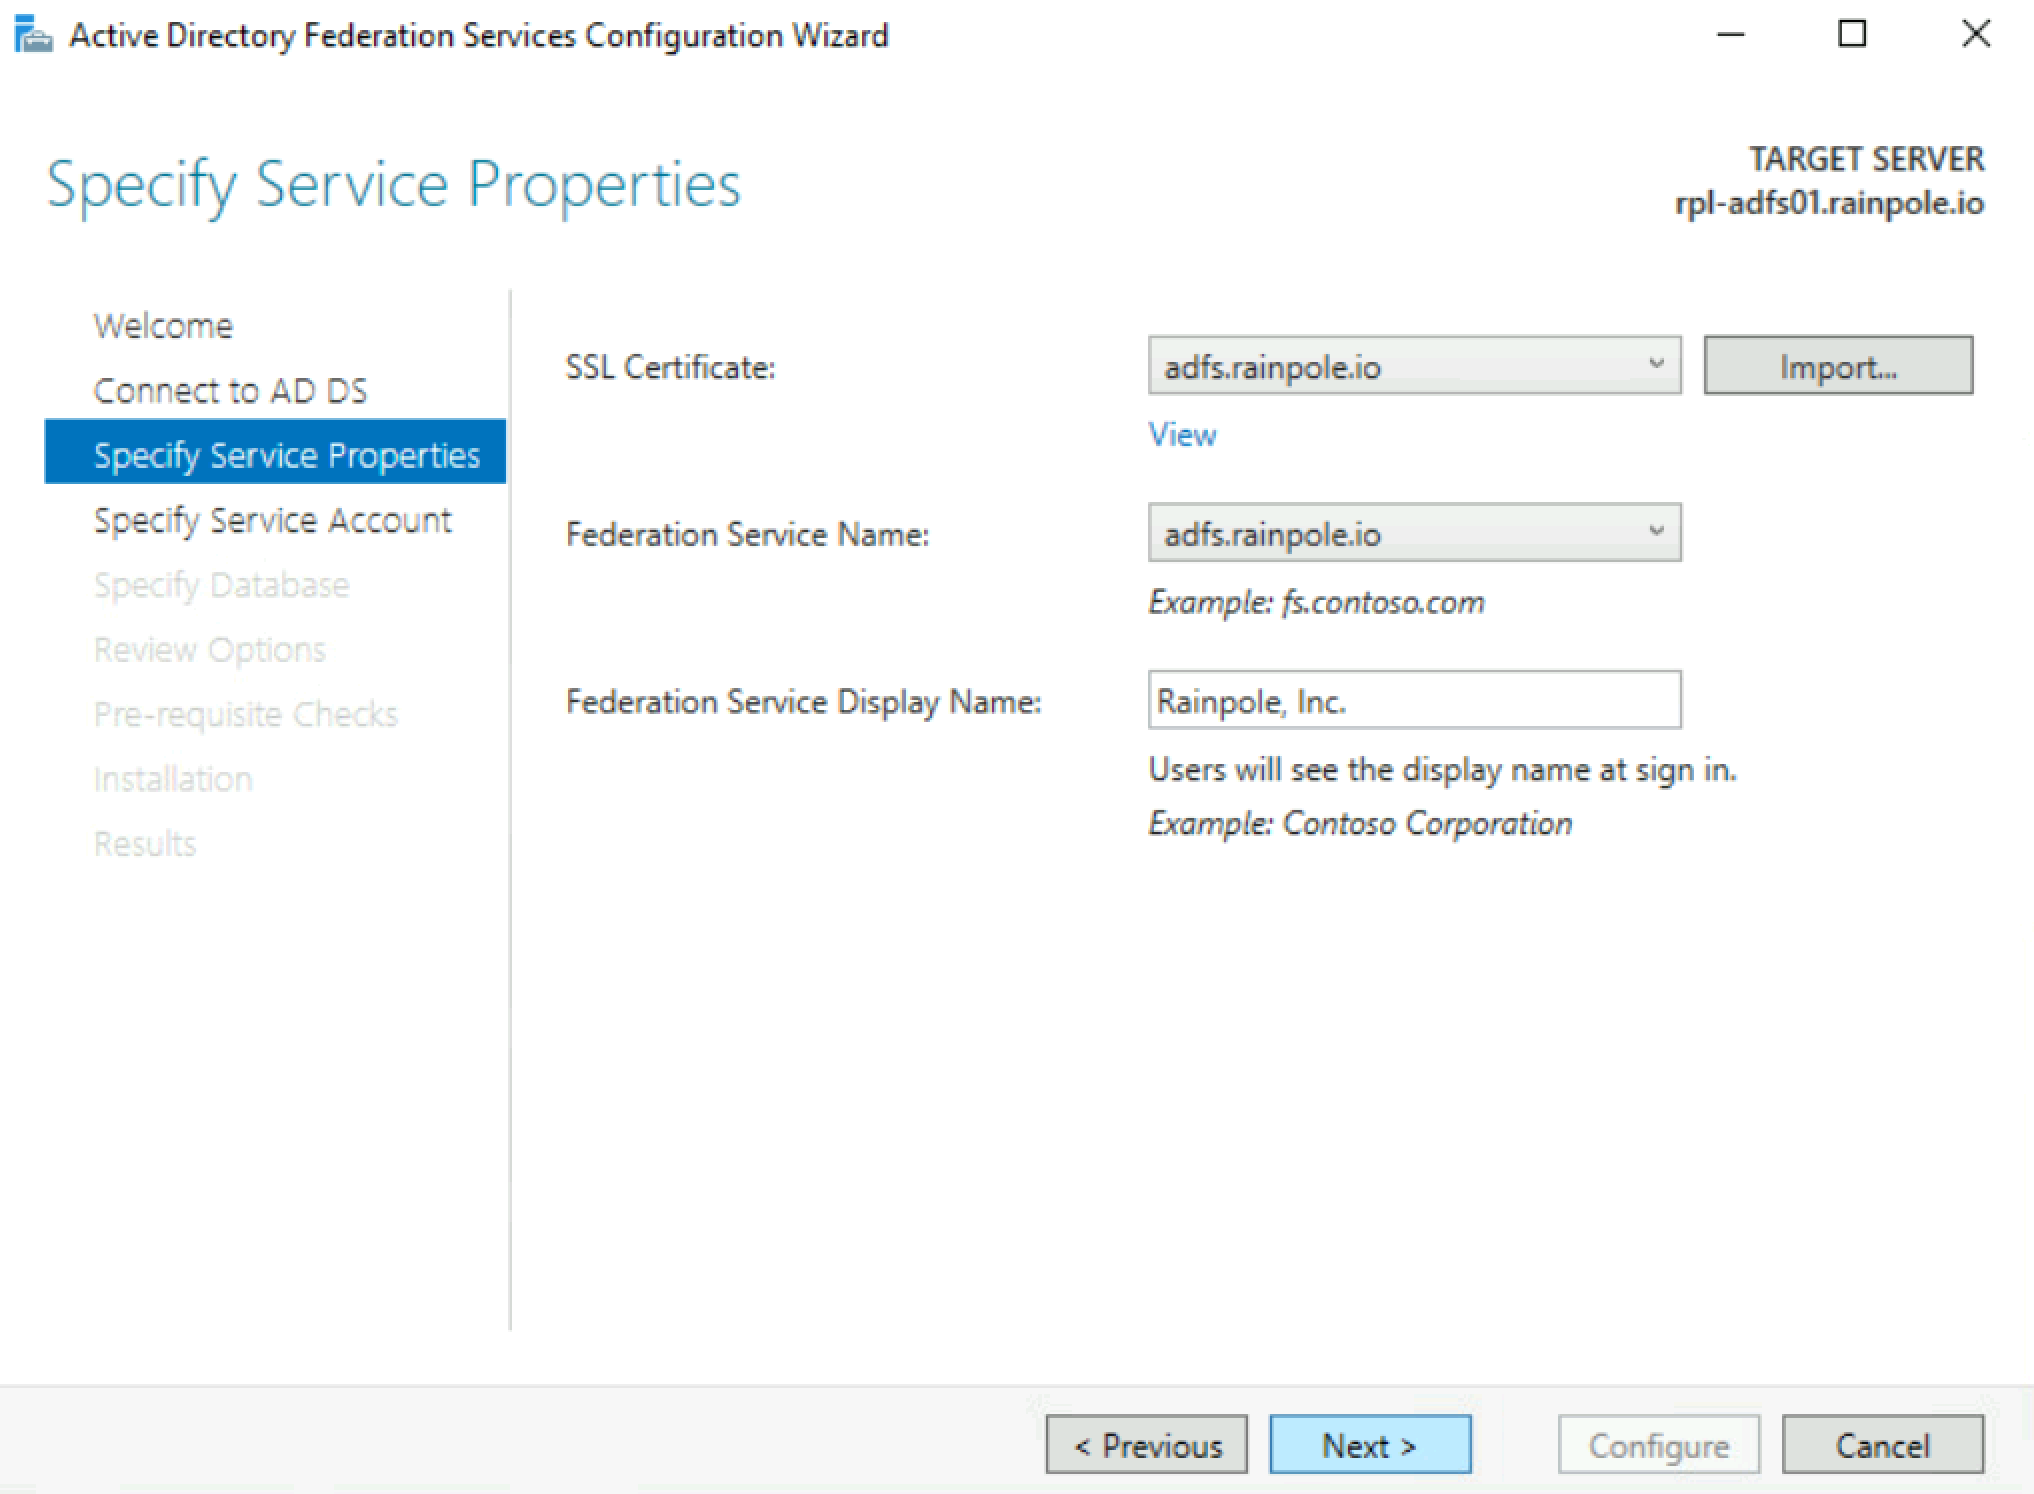 Active Directory Federation Services Configuration Wizard
Specify Service Properties
TARGET SERVER
rpl-adfs01.rainpole.io
Welcome
Connect to AD DS
Specify Service Properties
Specify Service Account
Specify Database
Review Options
Pre-requisite Checks
Installation
Results
SSL Certificate:
adfs.rainpole.io
Import...
View
Federation Service Name:
adfs.rainpole.io
Example: fs.contoso.com
Federation Service Display Name:
Rainpole, Inc.
Users will see the display name at sign in.
Example: Contoso Corporation
< Previous
Next >
Configure
Cancel